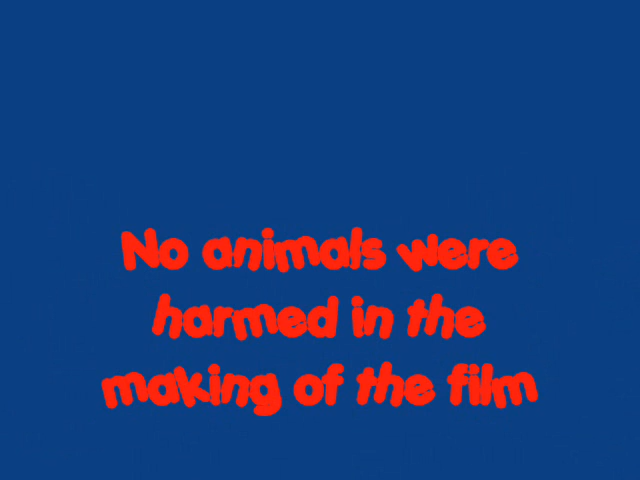 No animals were
harmed in the
making of the film